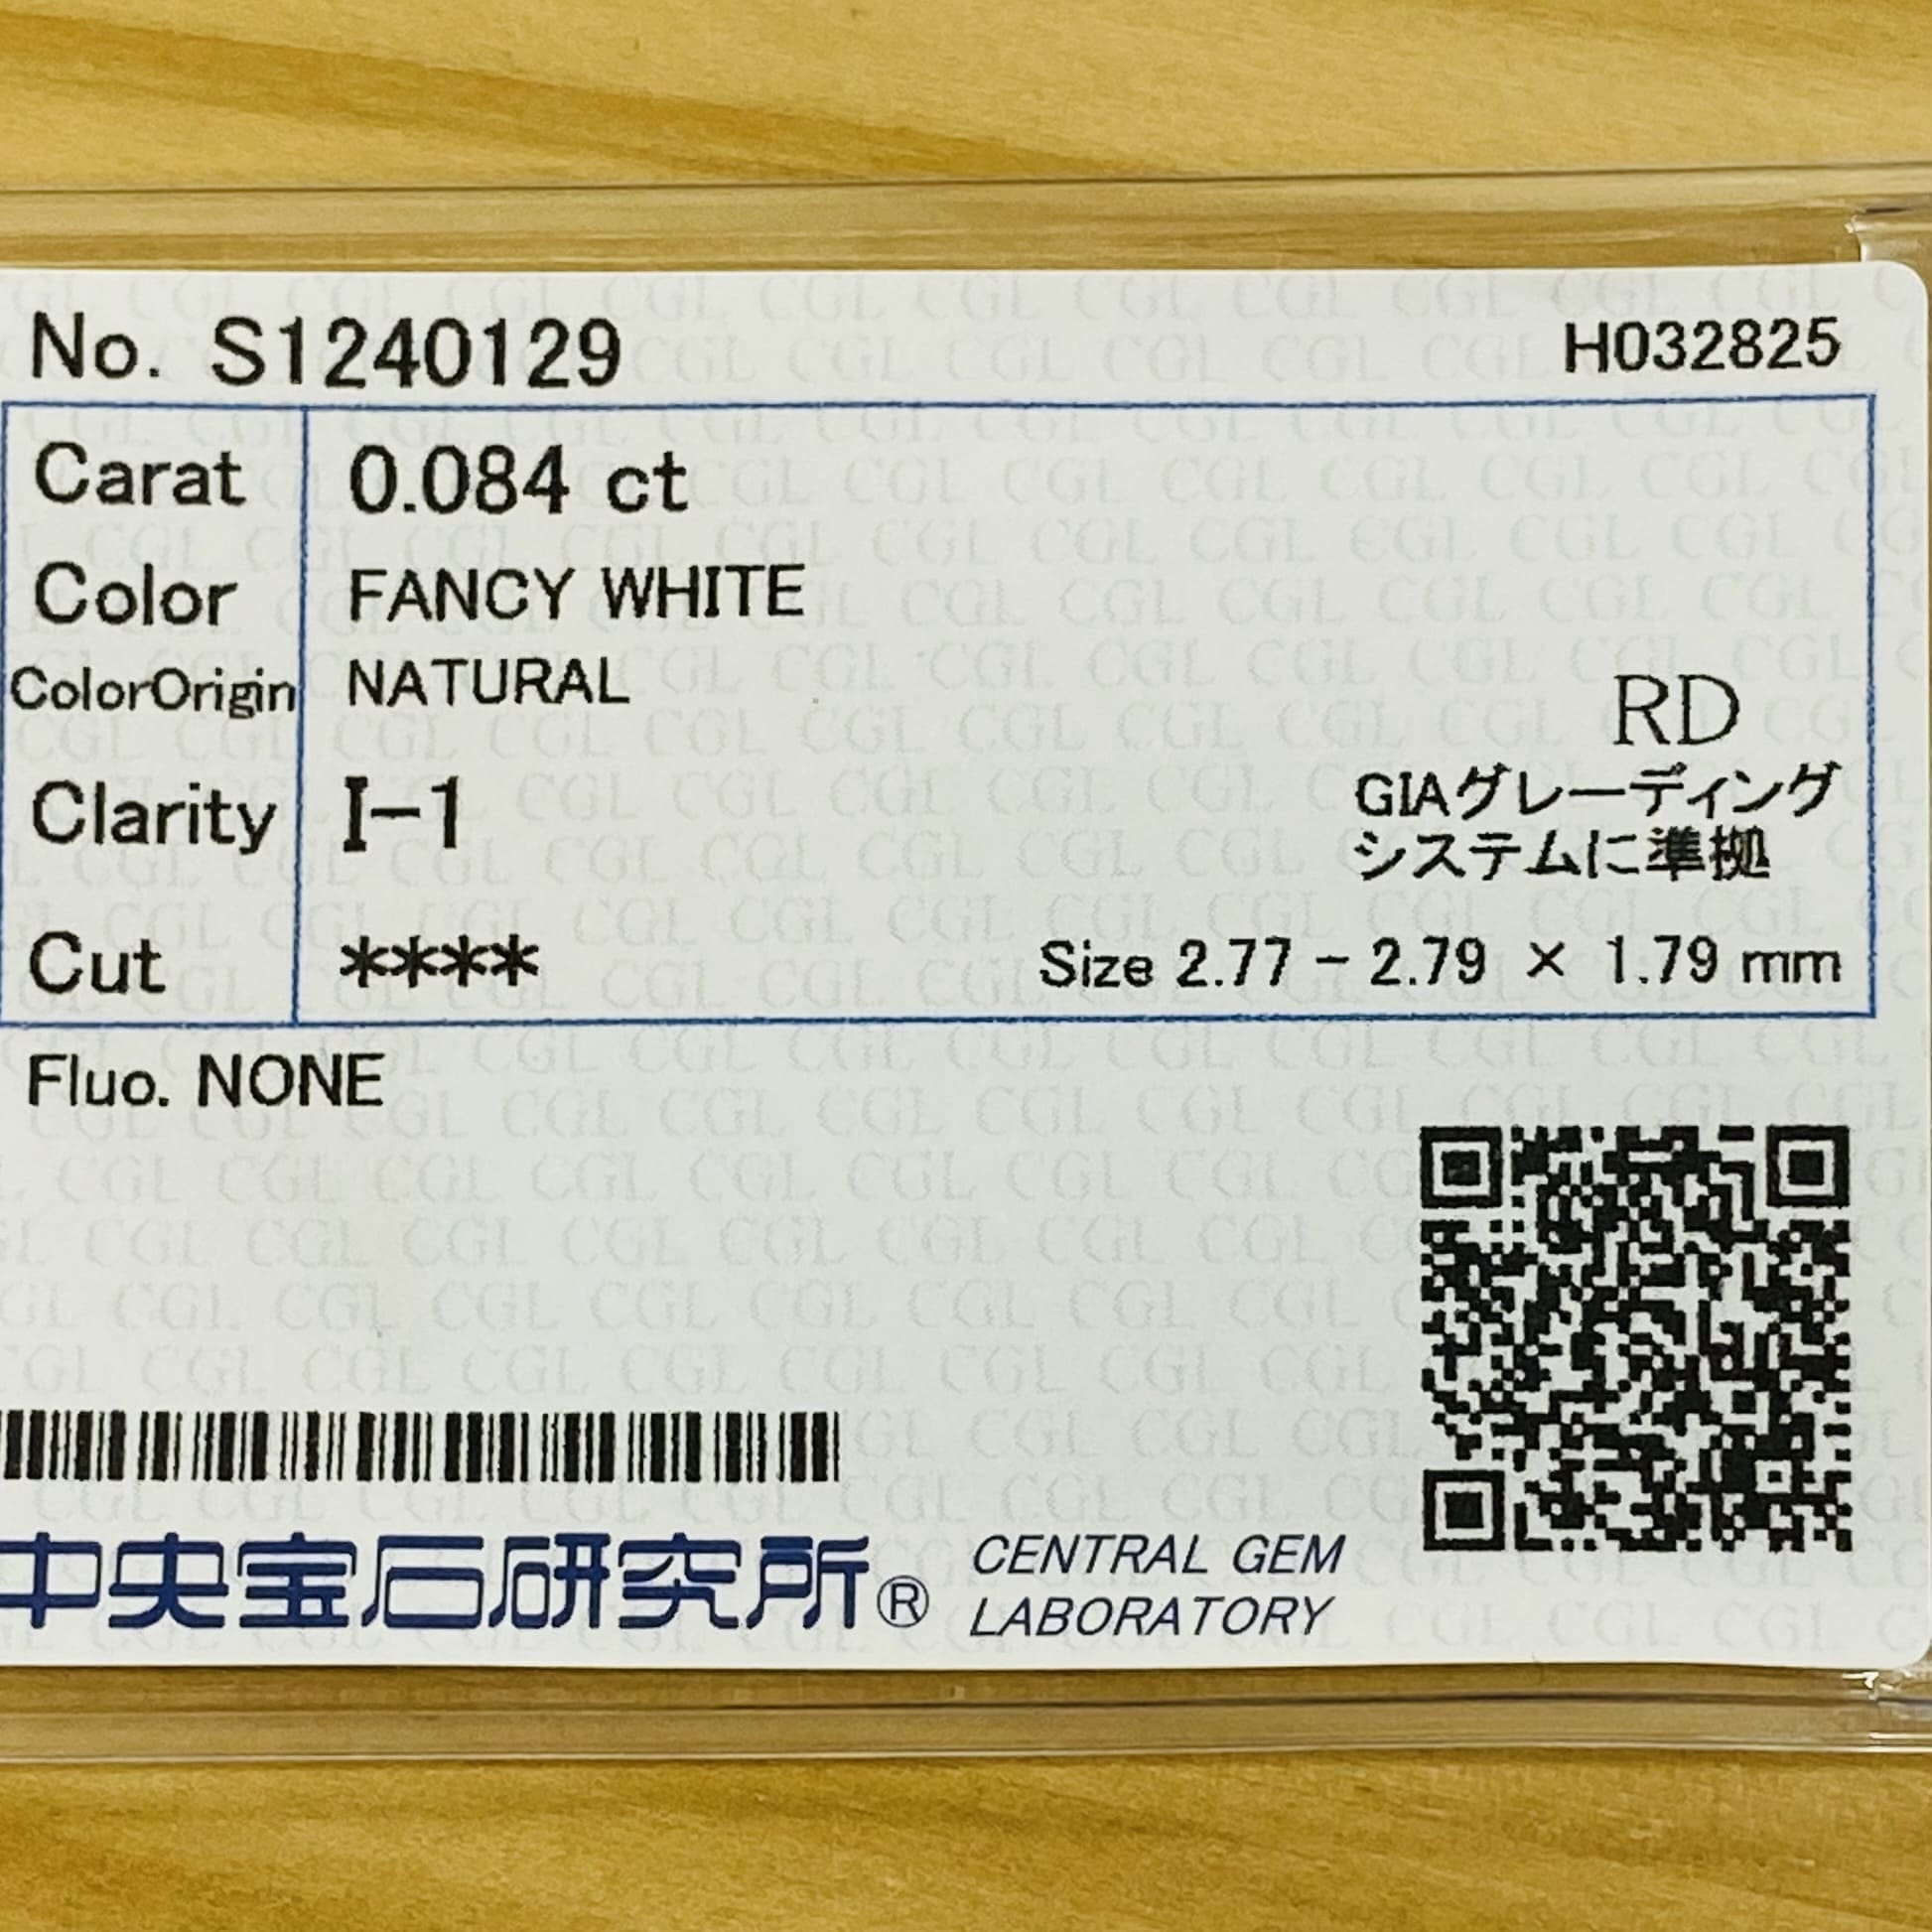 No. S1240129 H032825
Carat 0.084 ct
Color FANCY WHITE
ColorOrigin NATURAL
RD
Clarity I-1
GIAグレーディング
システムに準拠
Cut **** Size 2.77 - 2.79 × 1.79 mm
Fluo. NONE
中央宝石研究所® CENTRAL GEM
LABORATORY